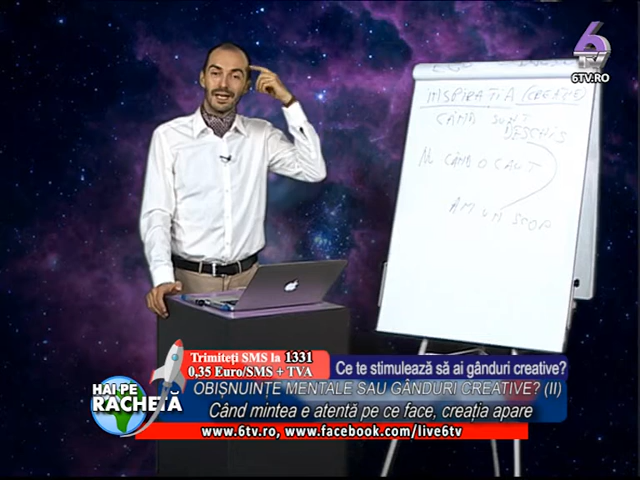 6
TV
6TV.RO
INSPIRAȚIA (CREAȚIE)
CÂND SUNT
DESCHIS
NU CÂND O CAUT
AM UN SCOP
Trimiteți SMS la 1331
0,35 Euro/SMS + TVA
Ce te stimulează să ai gânduri creative?
HAI PE
RACHETĂ
OBIȘNUINȚE MENTALE SAU GÂNDURI CREATIVE? (II)
Când mintea e atentă pe ce face, creația apare
www.6tv.ro, www.facebook.com/live6tv